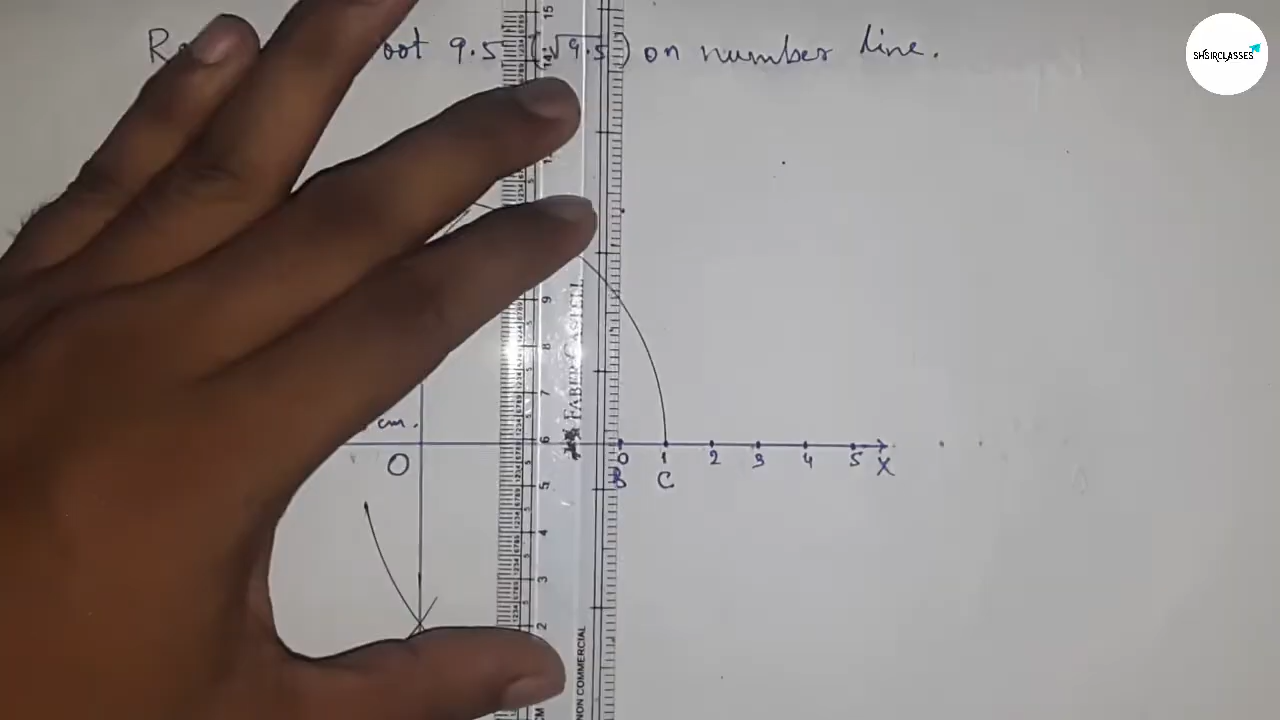 oot 9.5 (√9.5) on number line.
SHSIRCLASSES
15
14
9
8
7
6
5
4
3
2
FABER CASTELL
NON COMMERCIAL
CM
cm.
O
0 1 2 3 4 5 X
B C